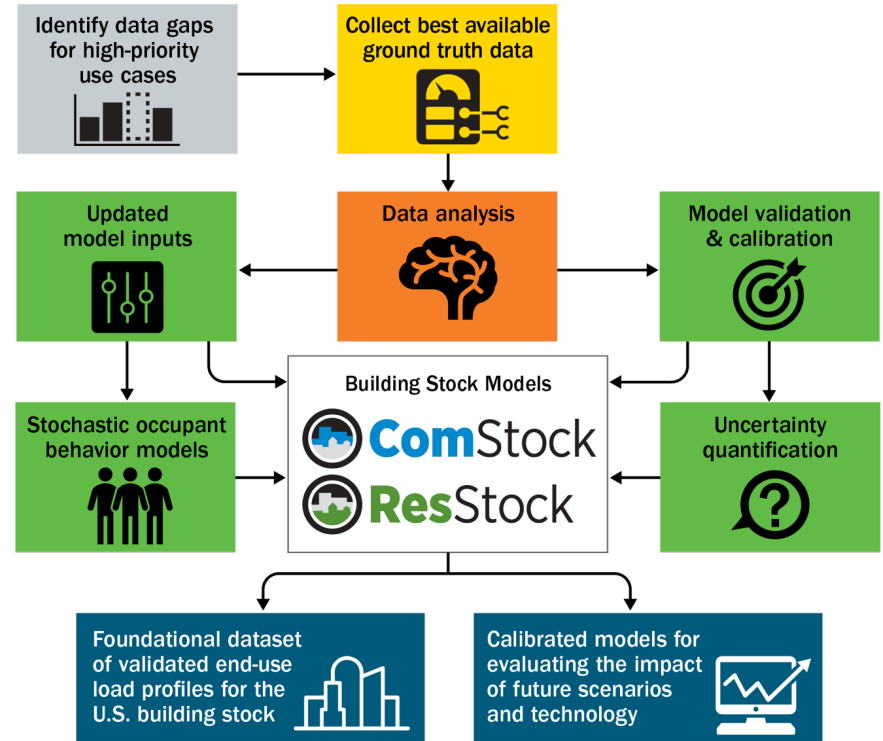 Identify data gaps
for high-priority
use cases
Collect best available
ground truth data
Updated
model inputs
Data analysis
Model validation
& calibration
Stochastic occupant
behavior models
Building Stock Models
ComStock
ResStock
Uncertainty
quantification
?
Foundational dataset
of validated end-use
load profiles for the
U.S. building stock
Calibrated models for
evaluating the impact
of future scenarios
and technology